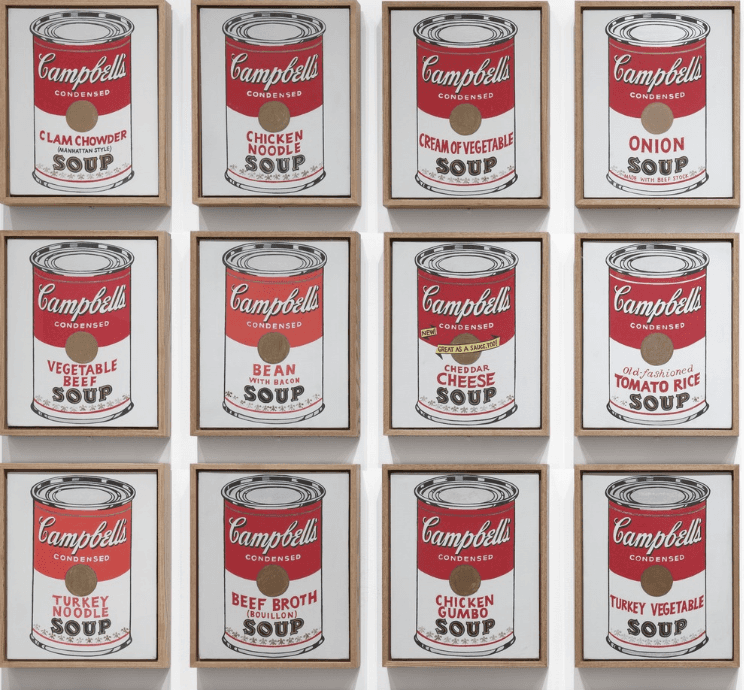 Campbell's
CONDENSED
CLAM CHOWDER
(MANHATTAN STYLE)
SOUP
Campbell's
CONDENSED
CHICKEN
NOODLE
SOUP
Campbell's
CONDENSED
CREAM OF VEGETABLE
SOUP
Campbell's
CONDENSED
ONION
SOUP
MADE WITH BEEF STOCK
Campbell's
CONDENSED
VEGETABLE
BEEF
SOUP
Campbell's
CONDENSED
BEAN
WITH BACON
SOUP
Campbell's
CONDENSED
NEW
GREAT AS A SAUCE, TOO!
CHEDDAR
CHEESE
SOUP
Campbell's
CONDENSED
Old-fashioned
TOMATO RICE
SOUP
Campbell's
CONDENSED
TURKEY
NOODLE
SOUP
Campbell's
CONDENSED
BEEF BROTH
(BOUILLON)
SOUP
Campbell's
CONDENSED
CHICKEN
GUMBO
SOUP
Campbell's
CONDENSED
TURKEY VEGETABLE
SOUP